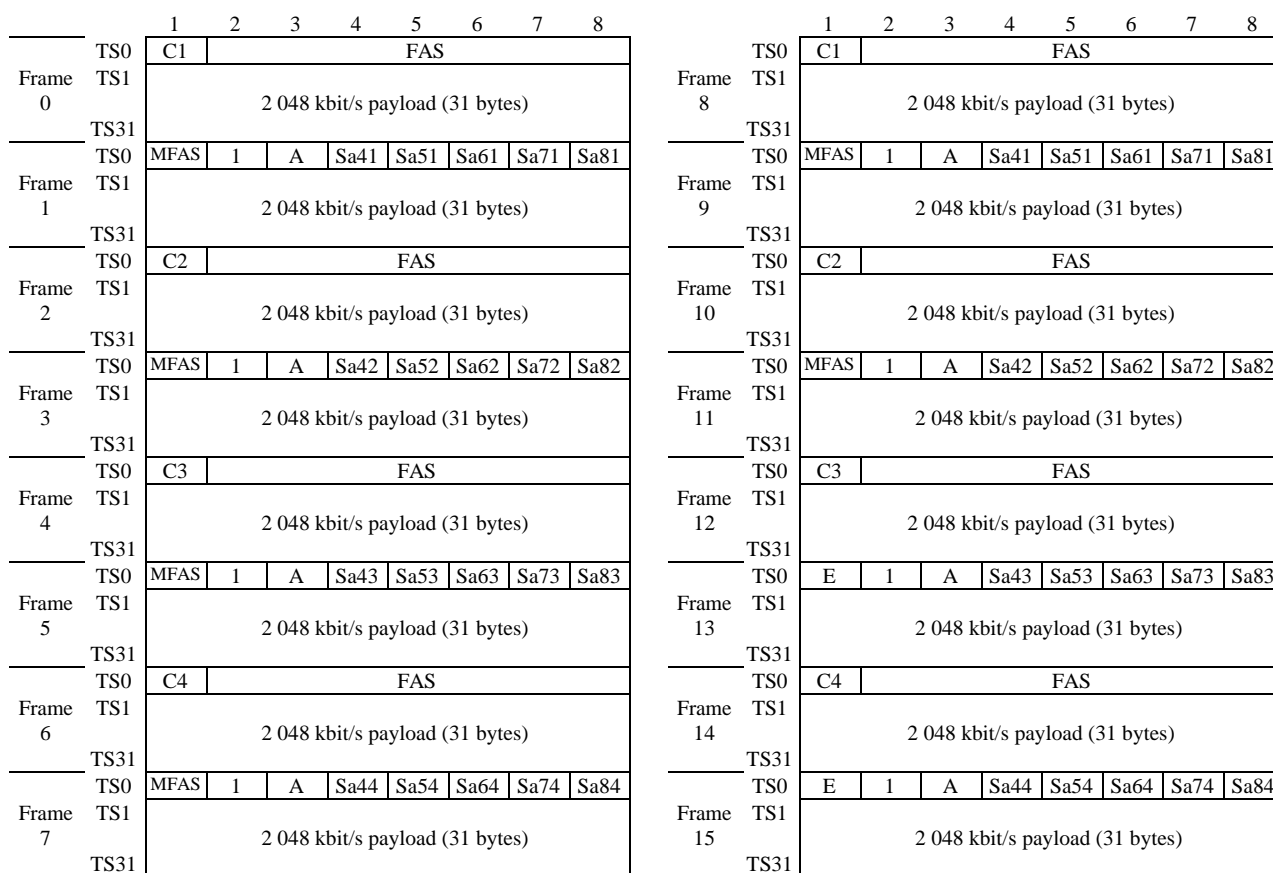 1 2 3 4 5 6 7 8
TS0 C1 FAS
Frame TS1
0 2 048 kbit/s payload (31 bytes)
TS31
TS0 MFAS 1 A Sa41 Sa51 Sa61 Sa71 Sa81
Frame TS1
1 2 048 kbit/s payload (31 bytes)
TS31
TS0 C2 FAS
Frame TS1
2 2 048 kbit/s payload (31 bytes)
TS31
TS0 MFAS 1 A Sa42 Sa52 Sa62 Sa72 Sa82
Frame TS1
3 2 048 kbit/s payload (31 bytes)
TS31
TS0 C3 FAS
Frame TS1
4 2 048 kbit/s payload (31 bytes)
TS31
TS0 MFAS 1 A Sa43 Sa53 Sa63 Sa73 Sa83
Frame TS1
5 2 048 kbit/s payload (31 bytes)
TS31
TS0 C4 FAS
Frame TS1
6 2 048 kbit/s payload (31 bytes)
TS31
TS0 MFAS 1 A Sa44 Sa54 Sa64 Sa74 Sa84
Frame TS1
7 2 048 kbit/s payload (31 bytes)
TS31
1 2 3 4 5 6 7 8
TS0 C1 FAS
Frame TS1
8 2 048 kbit/s payload (31 bytes)
TS31
TS0 MFAS 1 A Sa41 Sa51 Sa61 Sa71 Sa81
Frame TS1
9 2 048 kbit/s payload (31 bytes)
TS31
TS0 C2 FAS
Frame TS1
10 2 048 kbit/s payload (31 bytes)
TS31
TS0 MFAS 1 A Sa42 Sa52 Sa62 Sa72 Sa82
Frame TS1
11 2 048 kbit/s payload (31 bytes)
TS31
TS0 C3 FAS
Frame TS1
12 2 048 kbit/s payload (31 bytes)
TS31
TS0 E 1 A Sa43 Sa53 Sa63 Sa73 Sa83
Frame TS1
13 2 048 kbit/s payload (31 bytes)
TS31
TS0 C4 FAS
Frame TS1
14 2 048 kbit/s payload (31 bytes)
TS31
TS0 E 1 A Sa44 Sa54 Sa64 Sa74 Sa84
Frame TS1
15 2 048 kbit/s payload (31 bytes)
TS31